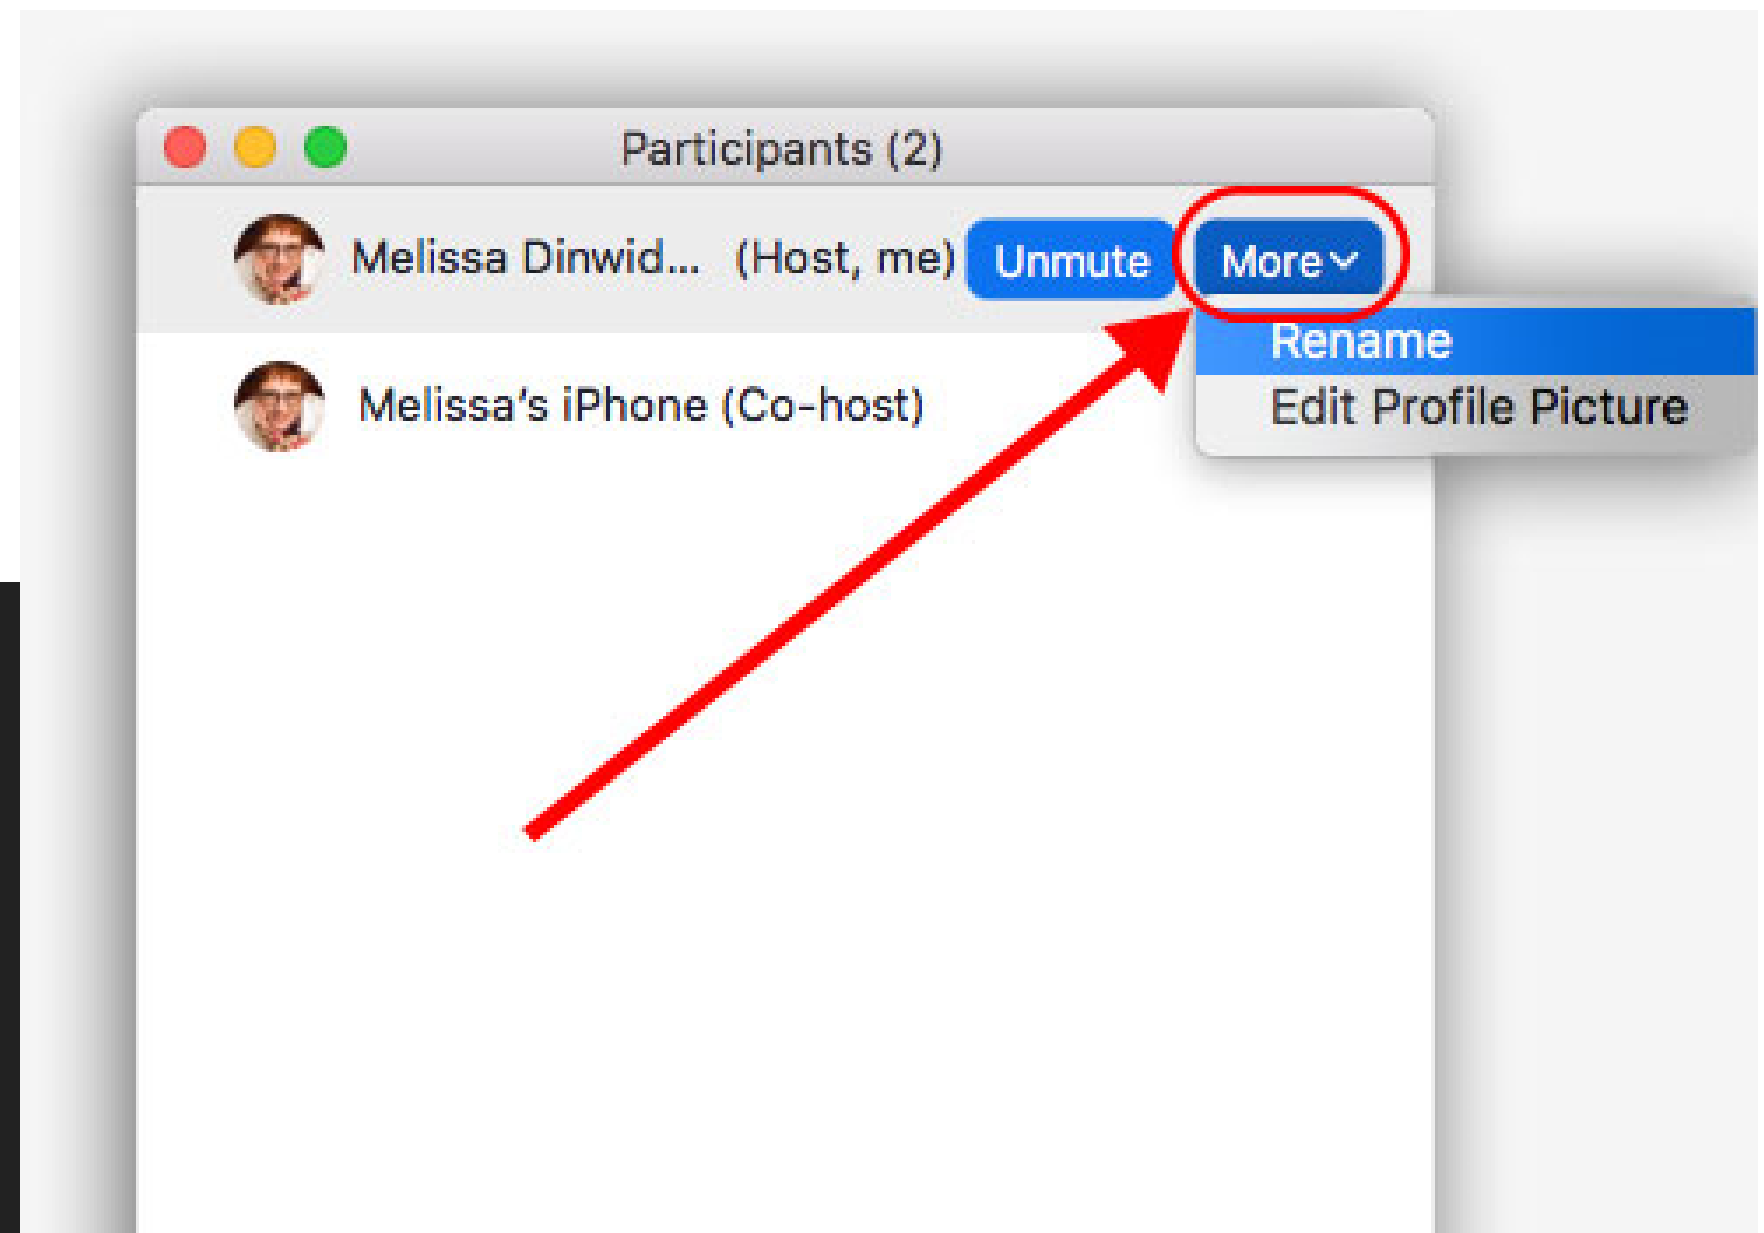 Participants (2)
Melissa Dinwid... (Host, me) Unmute More
Rename
Melissa's iPhone (Co-host)
Edit Profile Picture